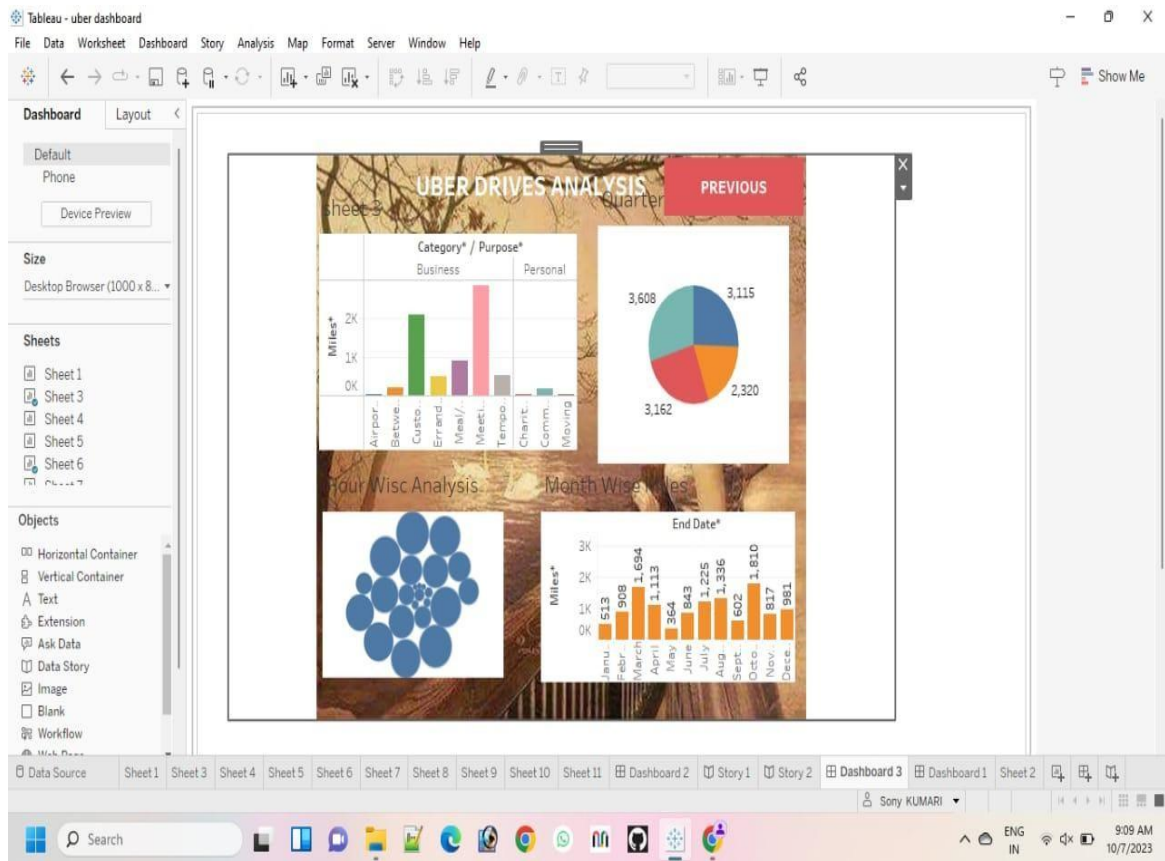 Tableau - uber dashboard
File Data Worksheet Dashboard Story Analysis Map Format Server Window Help
Show Me
Dashboard Layout
Default
Phone
Device Preview
Size
Desktop Browser (1000 x 8...
Sheets
Sheet 1
Sheet 3
Sheet 4
Sheet 5
Sheet 6
Objects
Horizontal Container
Vertical Container
Text
Extension
Ask Data
Data Story
Image
Blank
Workflow
UBER DRIVES ANALYSIS
PREVIOUS
sheet 3
Quarter
Category* / Purpose*
Business Personal
Miles*
2K
1K
0K
Airpor..
Betwe..
Custo..
Errand..
Meal/..
Meeti..
Tempo..
Charit..
Comm..
Moving
3,608
3,115
2,320
3,162
Hour Wisc Analysis
Month Wise
End Date*
Miles*
3K
2K
1K
0K
513
908
1,694
1,113
364
843
1,225
1,336
602
1,810
817
981
Janu..
Febr..
March
April
May
June
July
Aug..
Sept..
Octo..
Nov..
Dece..
Data Source Sheet 1 Sheet 3 Sheet 4 Sheet 5 Sheet 6 Sheet 7 Sheet 8 Sheet 9 Sheet 10 Sheet 11 Dashboard 2 Story 1 Story 2 Dashboard 3 Dashboard 1 Sheet 2
Sony KUMARI
Search
ENG
IN
9:09 AM
10/7/2023